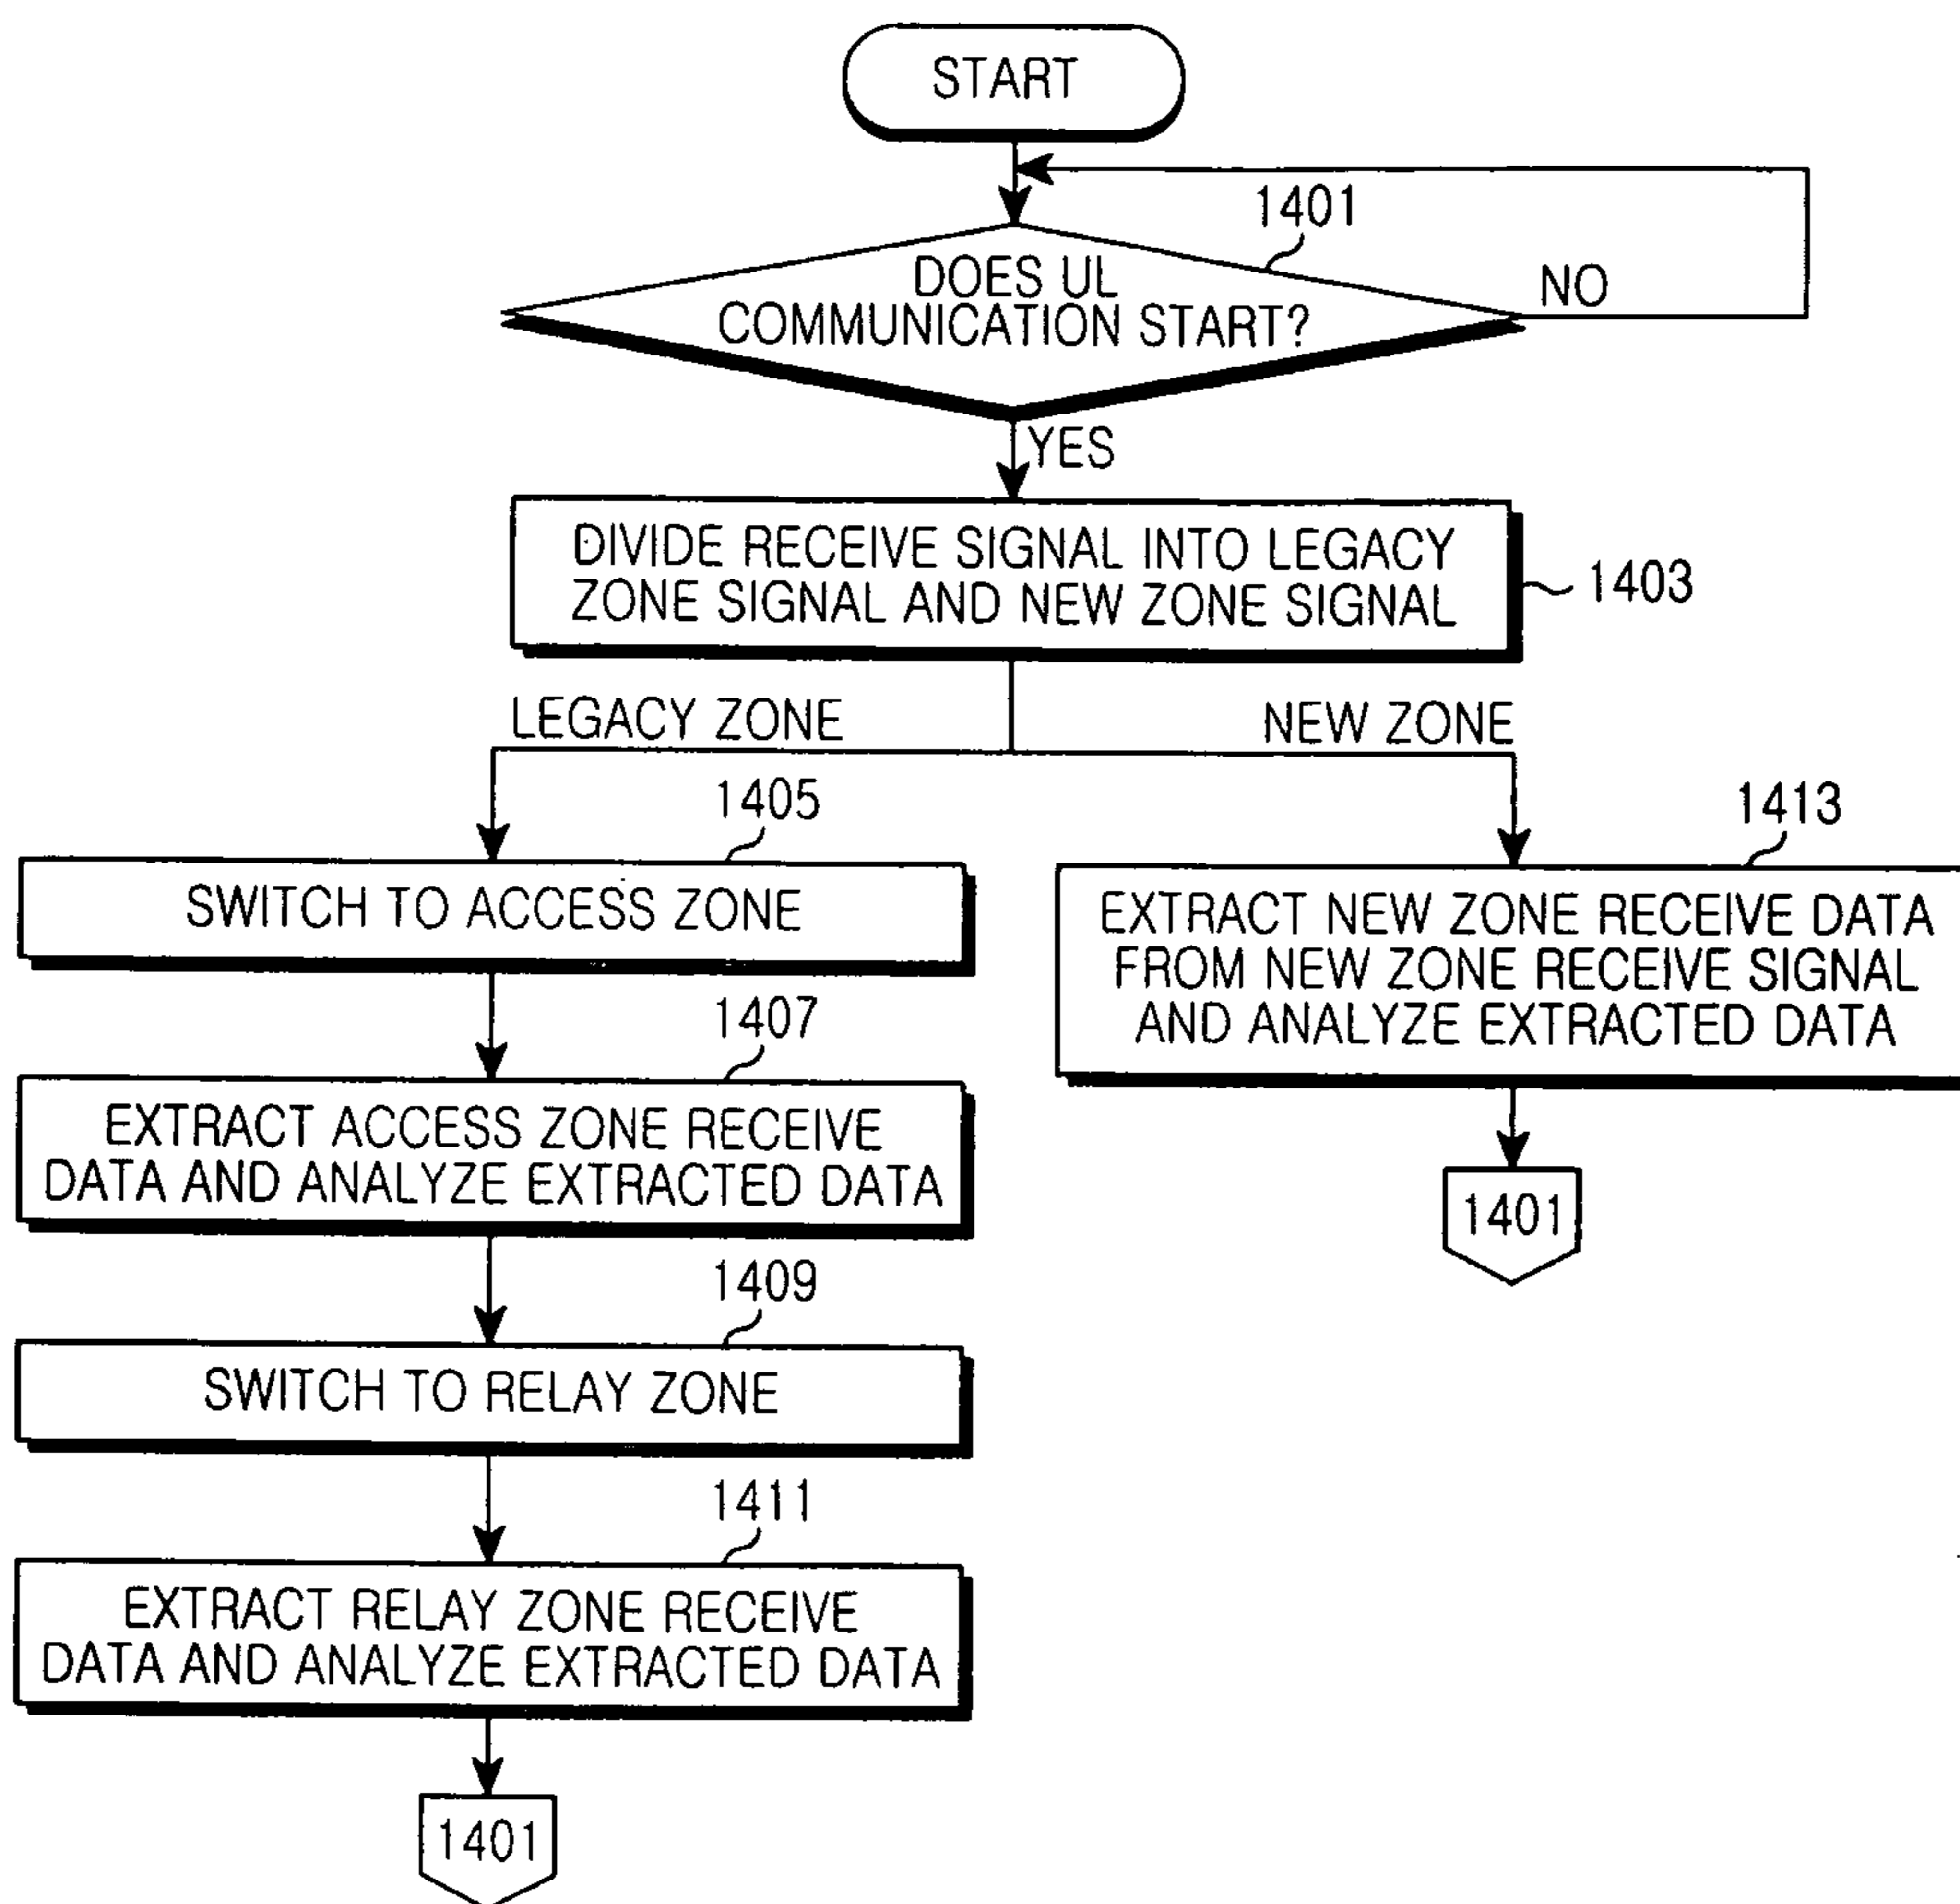 START
1401
DOES UL
COMMUNICATION START?
NO
YES
DIVIDE RECEIVE SIGNAL INTO LEGACY
ZONE SIGNAL AND NEW ZONE SIGNAL
1403
LEGACY ZONE
NEW ZONE
1405
SWITCH TO ACCESS ZONE
1407
EXTRACT ACCESS ZONE RECEIVE
DATA AND ANALYZE EXTRACTED DATA
1409
SWITCH TO RELAY ZONE
1411
EXTRACT RELAY ZONE RECEIVE
DATA AND ANALYZE EXTRACTED DATA
1401
1413
EXTRACT NEW ZONE RECEIVE DATA
FROM NEW ZONE RECEIVE SIGNAL
AND ANALYZE EXTRACTED DATA
1401